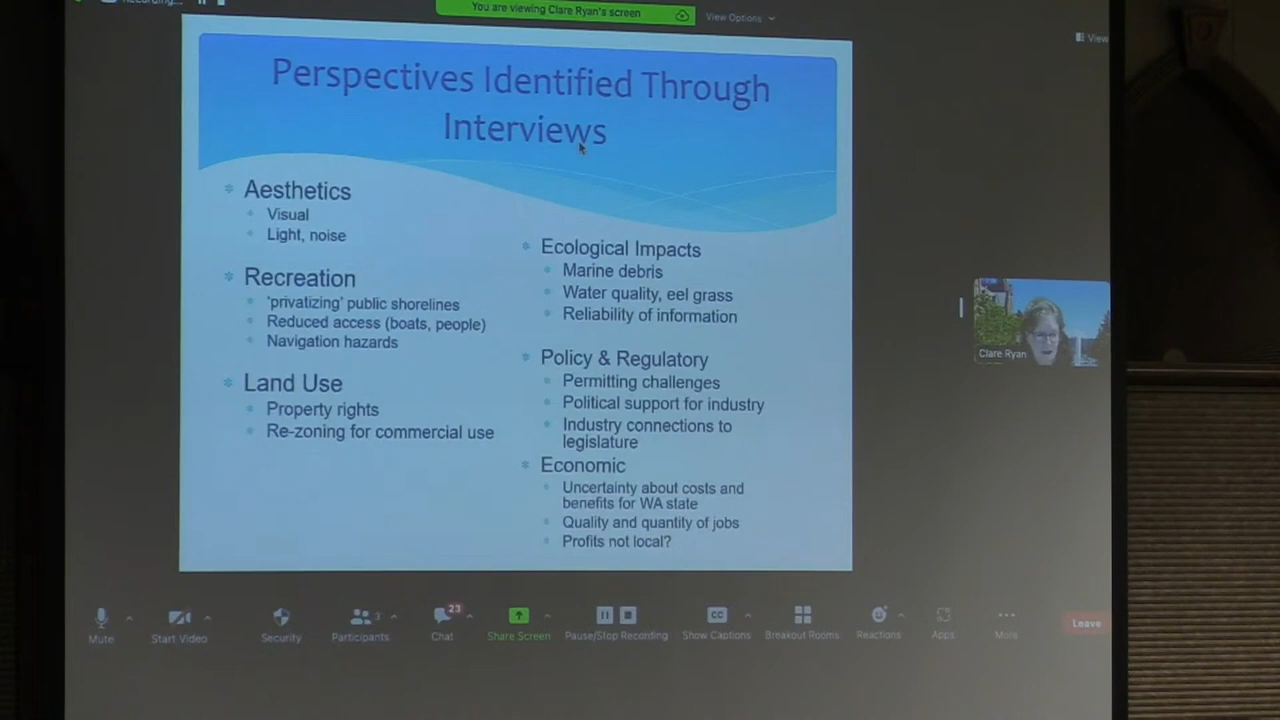 Recording...
You are viewing Clare Ryan's screen
View Options
View
Perspectives Identified Through
Interviews
Aesthetics
Visual
Light, noise
Recreation
'privatizing' public shorelines
Reduced access (boats, people)
Navigation hazards
Land Use
Property rights
Re-zoning for commercial use
Ecological Impacts
Marine debris
Water quality, eel grass
Reliability of information
Policy & Regulatory
Permitting challenges
Political support for industry
Industry connections to
legislature
Economic
Uncertainty about costs and
benefits for WA state
Quality and quantity of jobs
Profits not local?
Clare Ryan
Mute
Start Video
Security
3
Participants
23
Chat
Share Screen
Pause/Stop Recording
CC
Show Captions
Breakout Rooms
Reactions
Apps
More
Leave